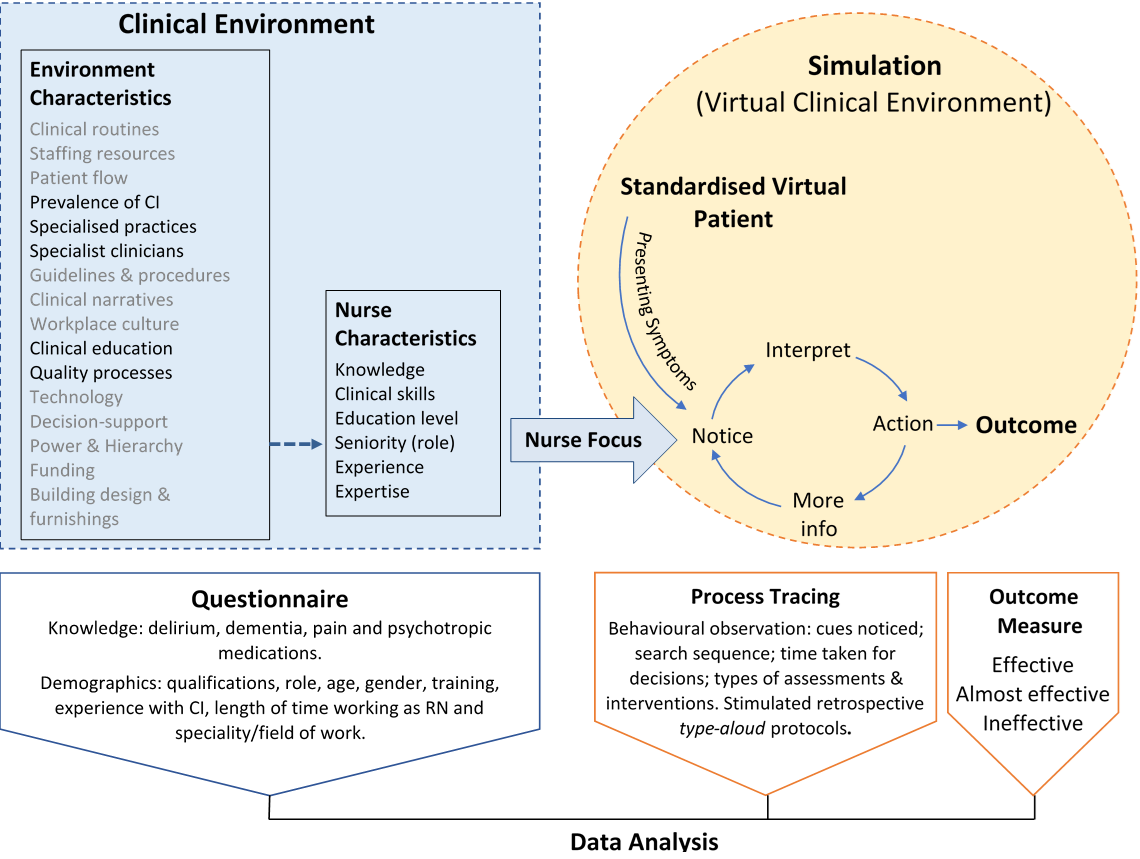 Clinical Environment
Environment
Characteristics
Clinical routines
Staffing resources
Patient flow
Prevalence of CI
Specialised practices
Specialist clinicians
Guidelines & procedures
Clinical narratives
Workplace culture
Clinical education
Quality processes
Technology
Decision-support
Power & Hierarchy
Funding
Building design &
furnishings
Nurse
Characteristics
Knowledge
Clinical skills
Education level
Seniority (role)
Experience
Expertise
Nurse Focus
Simulation
(Virtual Clinical Environment)
Standardised Virtual
Patient
Presenting Symptoms
Interpret
Notice
Action
Outcome
More
info
Questionnaire
Knowledge: delirium, dementia, pain and psychotropic
medications.
Demographics: qualifications, role, age, gender, training,
experience with CI, length of time working as RN and
speciality/field of work.
Process Tracing
Behavioural observation: cues noticed;
search sequence; time taken for
decisions; types of assessments &
interventions. Stimulated retrospective
type-aloud protocols.
Outcome
Measure
Effective
Almost effective
Ineffective
Data Analysis